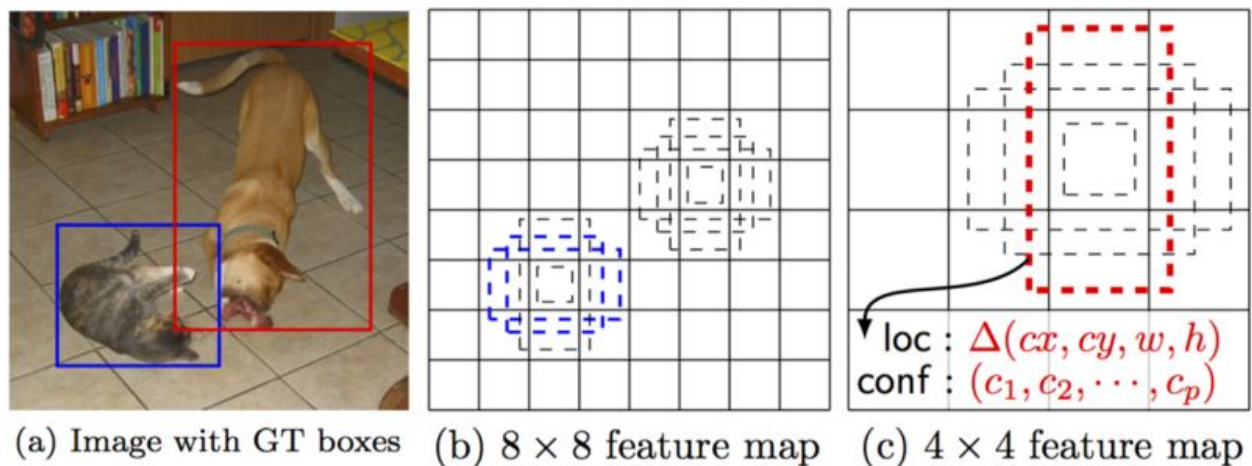 loc : Δ(cx, cy, w, h)
conf : (c₁, c₂, ⋯, cₚ)
(a) Image with GT boxes
(b) 8 × 8 feature map
(c) 4 × 4 feature map